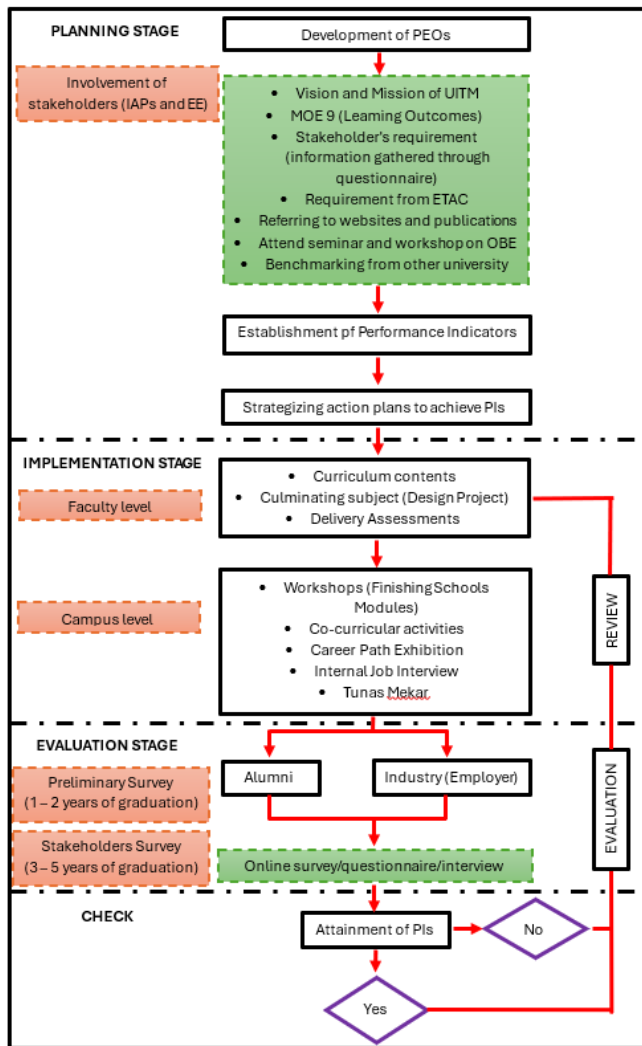 PLANNING STAGE
Development of PEOs
Involvement of
stakeholders (IAPs and EE)
• Vision and Mission of UITM
• MOE 9 (Learning Outcomes)
• Stakeholder's requirement
(information gathered through
questionnaire)
• Requirement from ETAC
• Referring to websites and publications
• Attend seminar and workshop on OBE
• Benchmarking from other university
Establishment pf Performance Indicators
Strategizing action plans to achieve PIs
IMPLEMENTATION STAGE
Faculty level
• Curriculum contents
• Culminating subject (Design Project)
• Delivery Assessments
Campus level
• Workshops (Finishing Schools
Modules)
• Co-curricular activities
• Career Path Exhibition
• Internal Job Interview
• Tunas Mekar
REVIEW
EVALUATION STAGE
Preliminary Survey
(1 – 2 years of graduation)
Alumni
Industry (Employer)
EVALUATION
Stakeholders Survey
(3 – 5 years of graduation)
Online survey/questionnaire/interview
CHECK
Attainment of PIs
No
Yes